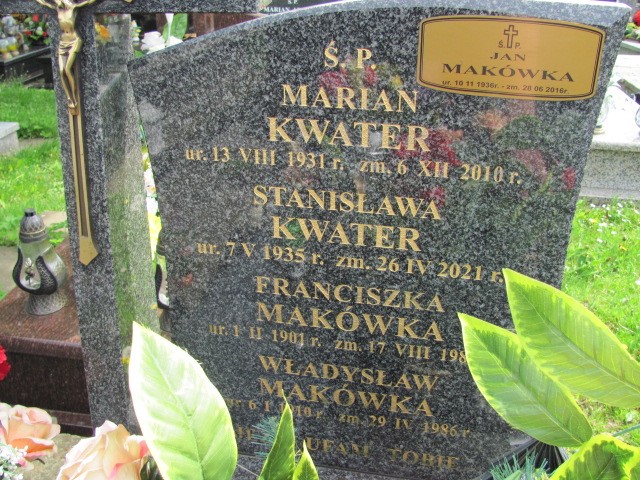 Ś. P.
JAN
MAKÓWKA
ur. 10 11 1936r. - zm. 28 06 2016r.
Ś. P.
MARIAN
KWATER
ur. 13 VIII 1931 r. zm. 6 XII 2010 r.
STANISŁAWA
KWATER
ur. 7 V 1935 r. zm. 26 IV 2021 r.
FRANCISZKA
MAKÓWKA
ur. 1 II 1901 r. zm. 17 VIII
WŁADYSŁAW
MAKÓWKA
zm. 29 IV 1986 r.
UFAM TOBIE